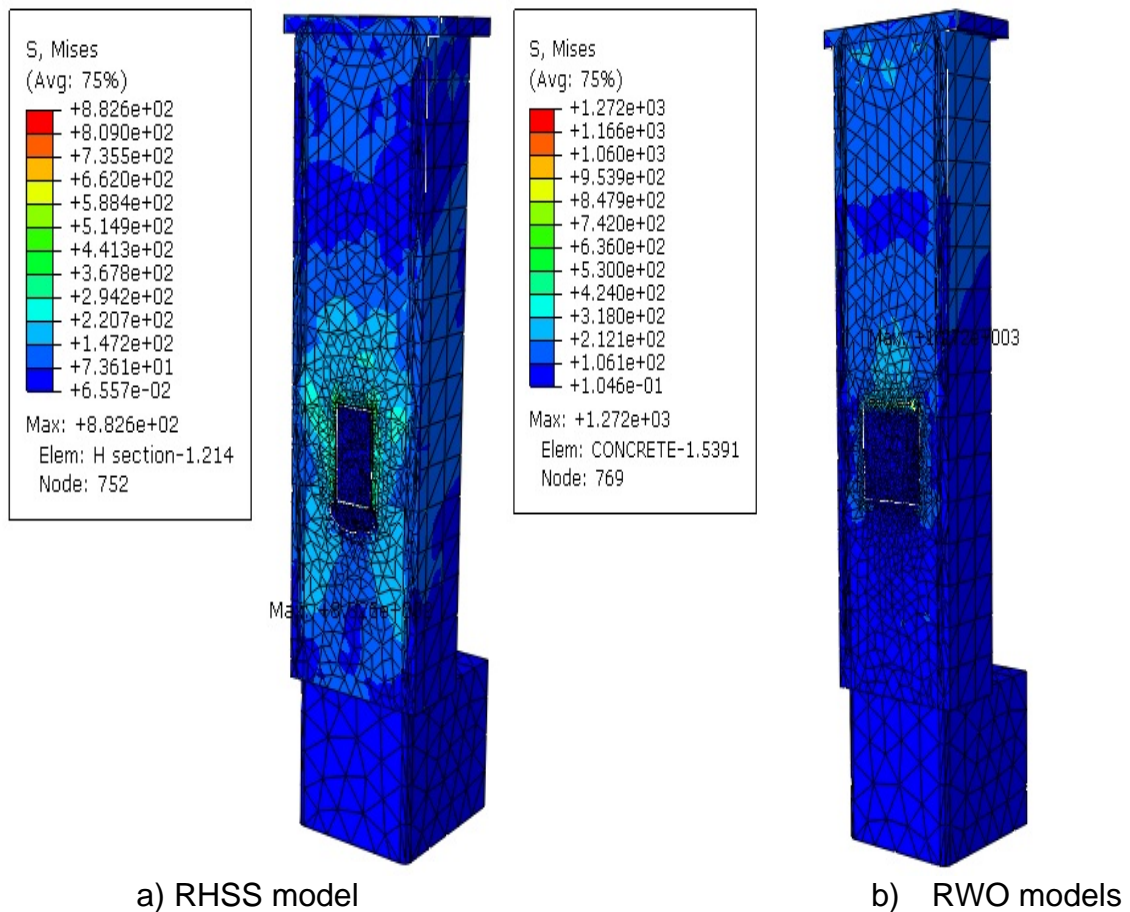 S, Mises
(Avg: 75%)
+8.826e+02
+8.090e+02
+7.355e+02
+6.620e+02
+5.884e+02
+5.149e+02
+4.413e+02
+3.678e+02
+2.942e+02
+2.207e+02
+1.472e+02
+7.361e+01
+6.557e-02
Max: +8.826e+02
Elem: H section-1.214
Node: 752
S, Mises
(Avg: 75%)
+1.272e+03
+1.166e+03
+1.060e+03
+9.539e+02
+8.479e+02
+7.420e+02
+6.360e+02
+5.300e+02
+4.240e+02
+3.180e+02
+2.121e+02
+1.061e+02
+1.046e-01
Max: +1.272e+03
Elem: CONCRETE-1.5391
Node: 769
a) RHSS model
b) RWO models